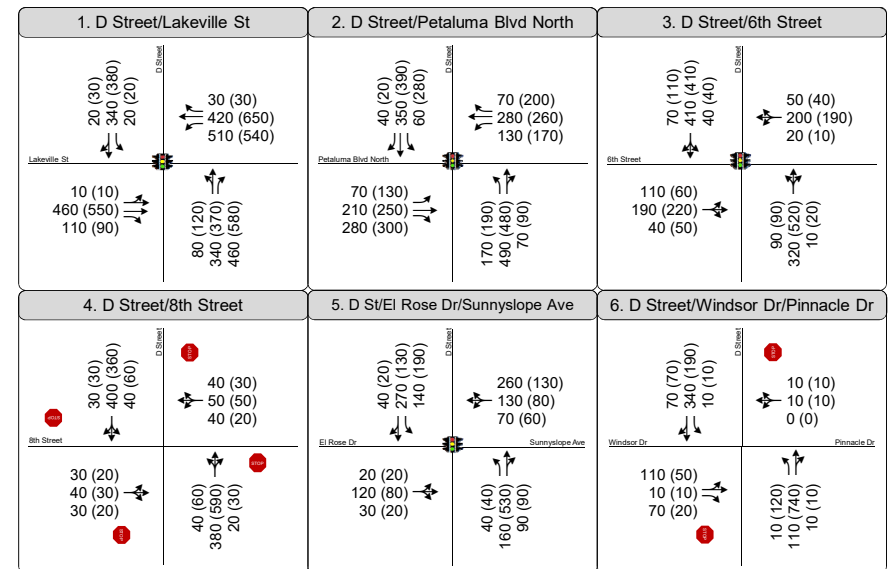 1. D Street/Lakeville St
D Street
20 (30)
340 (380)
20 (20)
30 (30)
420 (650)
510 (540)
Lakeville St
10 (10)
460 (550)
110 (90)
80 (120)
340 (370)
460 (580)
2. D Street/Petaluma Blvd North
D Street
40 (20)
350 (390)
60 (280)
70 (200)
280 (260)
130 (170)
Petaluma Blvd North
70 (130)
210 (250)
280 (300)
170 (190)
490 (480)
70 (90)
3. D Street/6th Street
D Street
70 (110)
410 (410)
40 (40)
50 (40)
200 (190)
20 (10)
6th Street
110 (60)
190 (220)
40 (50)
90 (90)
320 (520)
10 (20)
4. D Street/8th Street
D Street
STOP
30 (30)
400 (360)
40 (60)
40 (30)
50 (50)
40 (20)
STOP
8th Street
STOP
30 (20)
40 (30)
30 (20)
40 (60)
380 (590)
20 (30)
STOP
5. D St/El Rose Dr/Sunnyslope Ave
D Street
40 (20)
270 (130)
140 (190)
260 (130)
130 (80)
70 (60)
El Rose Dr
Sunnyslope Ave
20 (20)
120 (80)
30 (20)
40 (40)
160 (530)
90 (90)
6. D Street/Windsor Dr/Pinnacle Dr
D Street
STOP
70 (70)
340 (190)
10 (10)
10 (10)
10 (10)
0 (0)
Windsor Dr
Pinnacle Dr
110 (50)
10 (10)
70 (20)
10 (120)
110 (740)
10 (10)
STOP